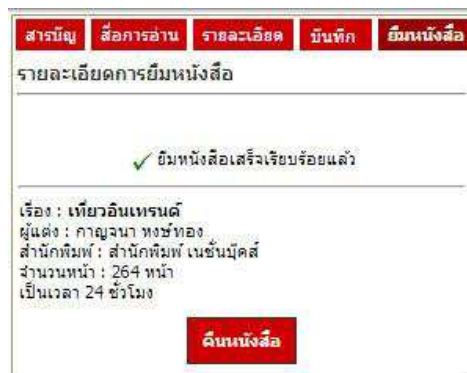 สารบัญ สื่อการอ่าน รายละเอียด บันทึก ยืมหนังสือ
รายละเอียดการยืมหนังสือ
✓ ยืมหนังสือเสร็จเรียบร้อยแล้ว
เรื่อง : เที่ยวอินเทรนด์
ผู้แต่ง : กาญจนา หงษ์ทอง
สำนักพิมพ์ : สำนักพิมพ์ เนชั่นบุ๊คส์
จำนวนหน้า : 264 หน้า
เป็นเวลา 24 ชั่วโมง
คืนหนังสือ